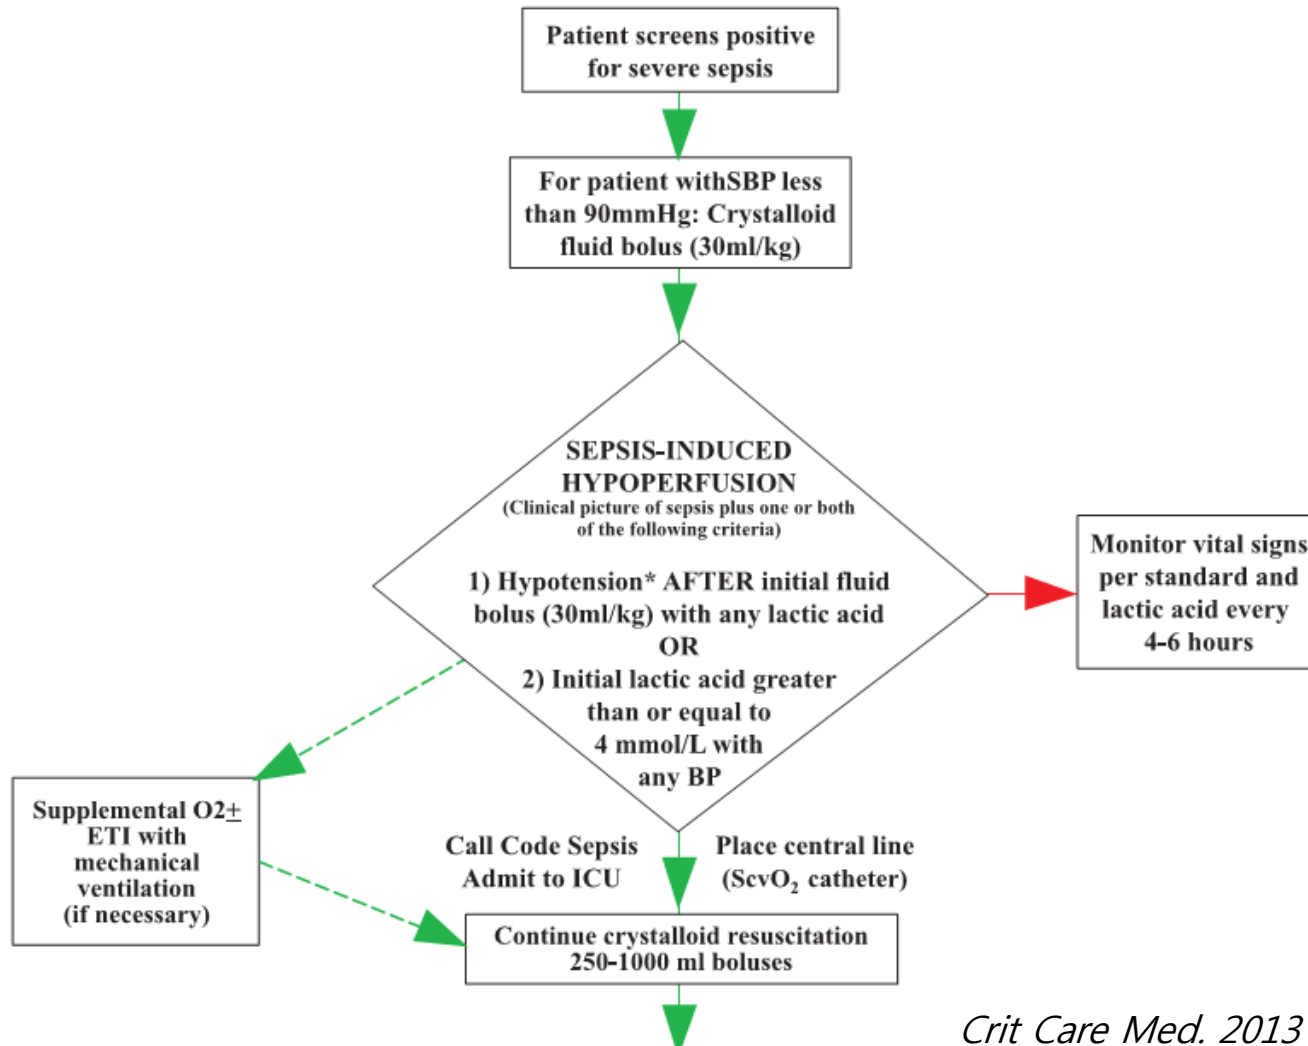 Patient screens positive
for severe sepsis
For patient withSBP less
than 90mmHg: Crystalloid
fluid bolus (30ml/kg)
SEPSIS-INDUCED
HYPOPERFUSION
(Clinical picture of sepsis plus one or both
of the following criteria)
1) Hypotension* AFTER initial fluid
bolus (30ml/kg) with any lactic acid
OR
2) Initial lactic acid greater
than or equal to
4 mmol/L with
any BP
Monitor vital signs
per standard and
lactic acid every
4-6 hours
Supplemental O2±
ETI with
mechanical
ventilation
(if necessary)
Call Code Sepsis
Admit to ICU
Place central line
(ScvO₂ catheter)
Continue crystalloid resuscitation
250-1000 ml boluses
Crit Care Med. 2013